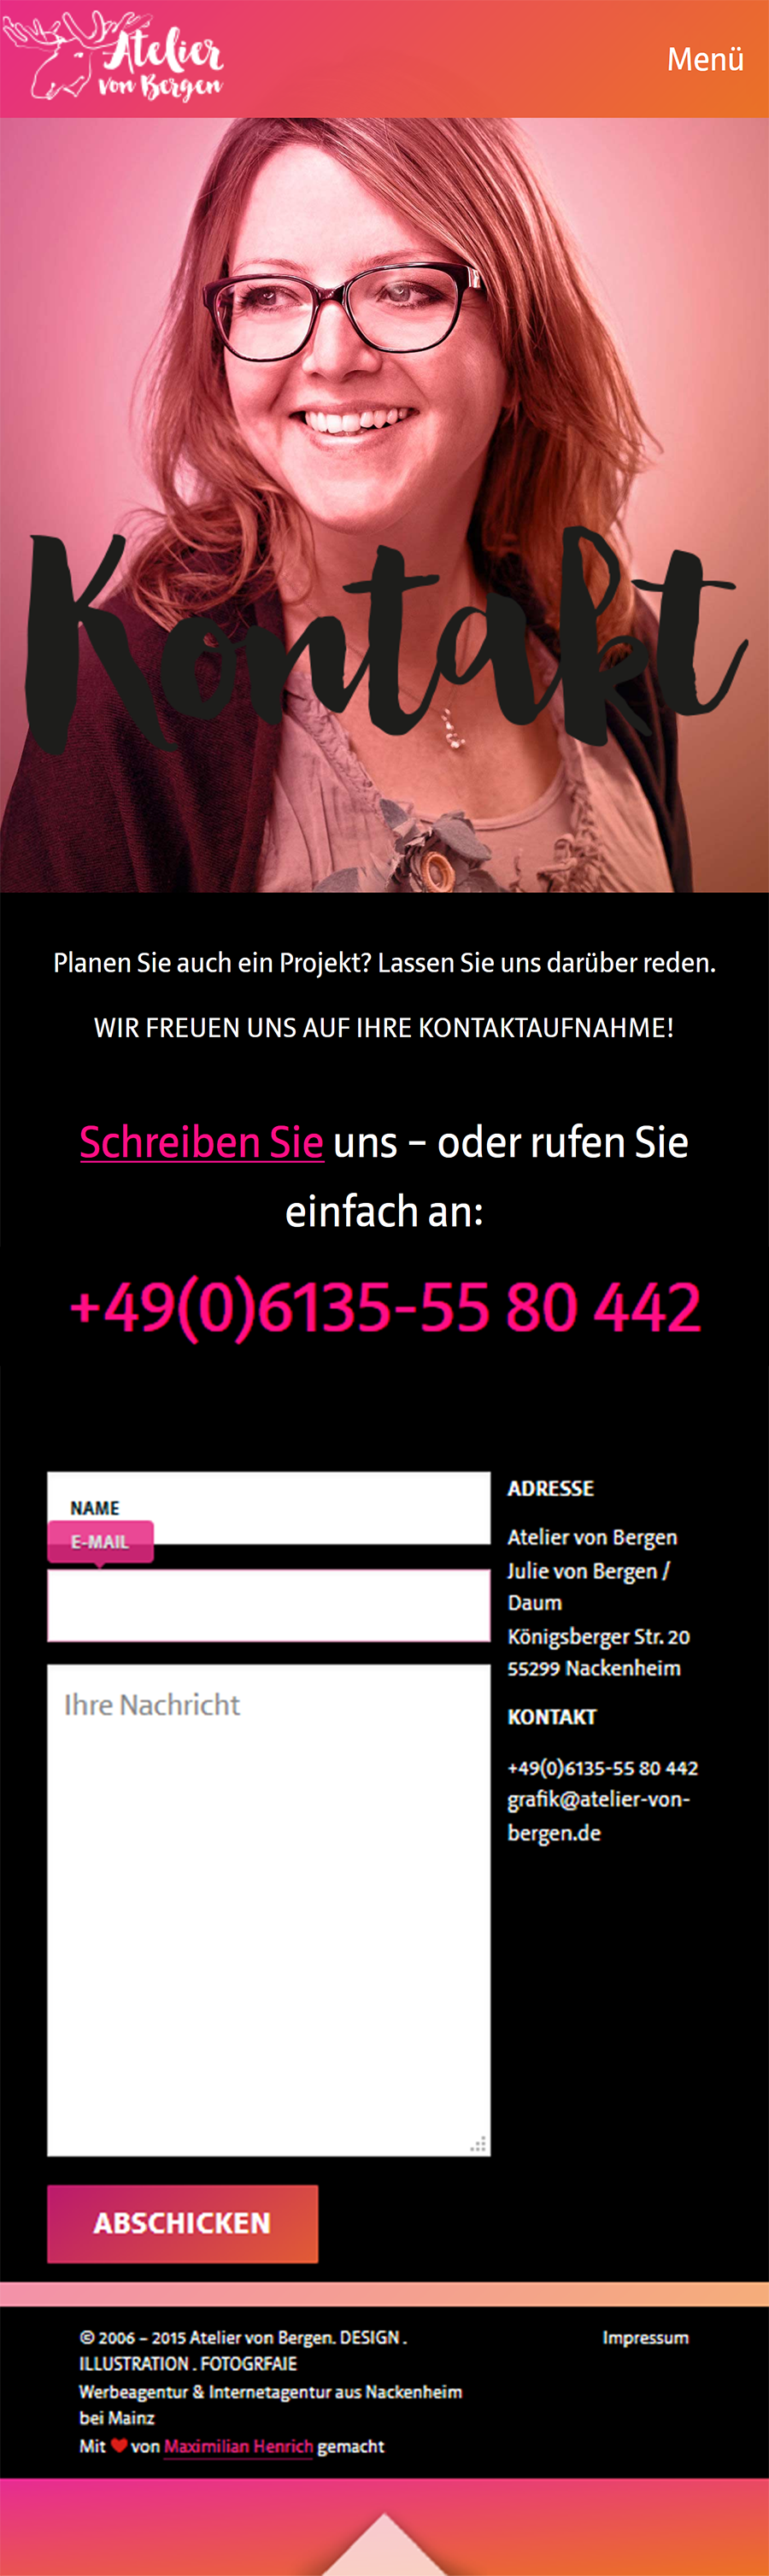 Atelier
von Bergen
Menü
Kontakt
Planen Sie auch ein Projekt? Lassen Sie uns darüber reden.
WIR FREUEN UNS AUF IHRE KONTAKTAUFNAHME!
Schreiben Sie uns – oder rufen Sie
einfach an:
+49(0)6135-55 80 442
NAME
E-MAIL
Ihre Nachricht
ABSCHICKEN
ADRESSE
Atelier von Bergen
Julie von Bergen /
Daum
Königsberger Str. 20
55299 Nackenheim
KONTAKT
+49(0)6135-55 80 442
grafik@atelier-von-
bergen.de
© 2006 – 2015 Atelier von Bergen. DESIGN .
ILLUSTRATION . FOTOGRFAIE
Werbeagentur & Internetagentur aus Nackenheim
bei Mainz
Mit ❤ von Maximilian Henrich gemacht
Impressum